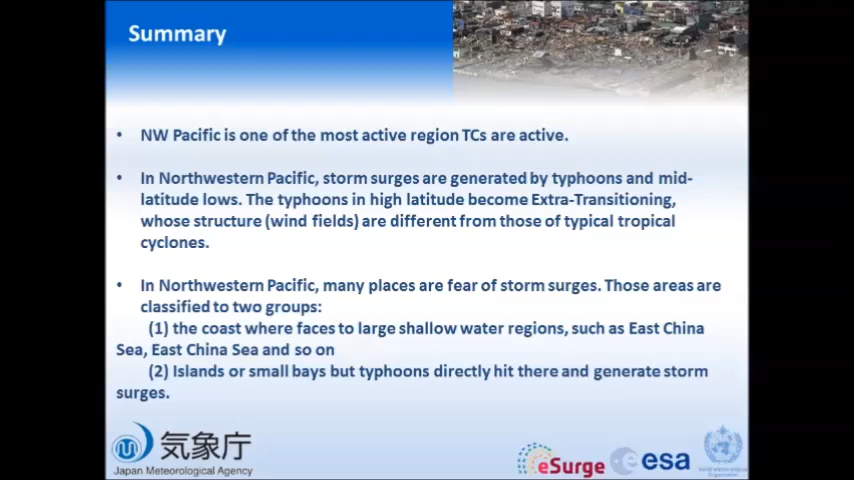 Summary
• NW Pacific is one of the most active region TCs are active.
• In Northwestern Pacific, storm surges are generated by typhoons and mid-
latitude lows. The typhoons in high latitude become Extra-Transitioning,
whose structure (wind fields) are different from those of typical tropical
cyclones.
• In Northwestern Pacific, many places are fear of storm surges. Those areas are
classified to two groups:
(1) the coast where faces to large shallow water regions, such as East China
Sea, East China Sea and so on
(2) Islands or small bays but typhoons directly hit there and generate storm
surges.
気象庁
Japan Meteorological Agency
eSurge
esa